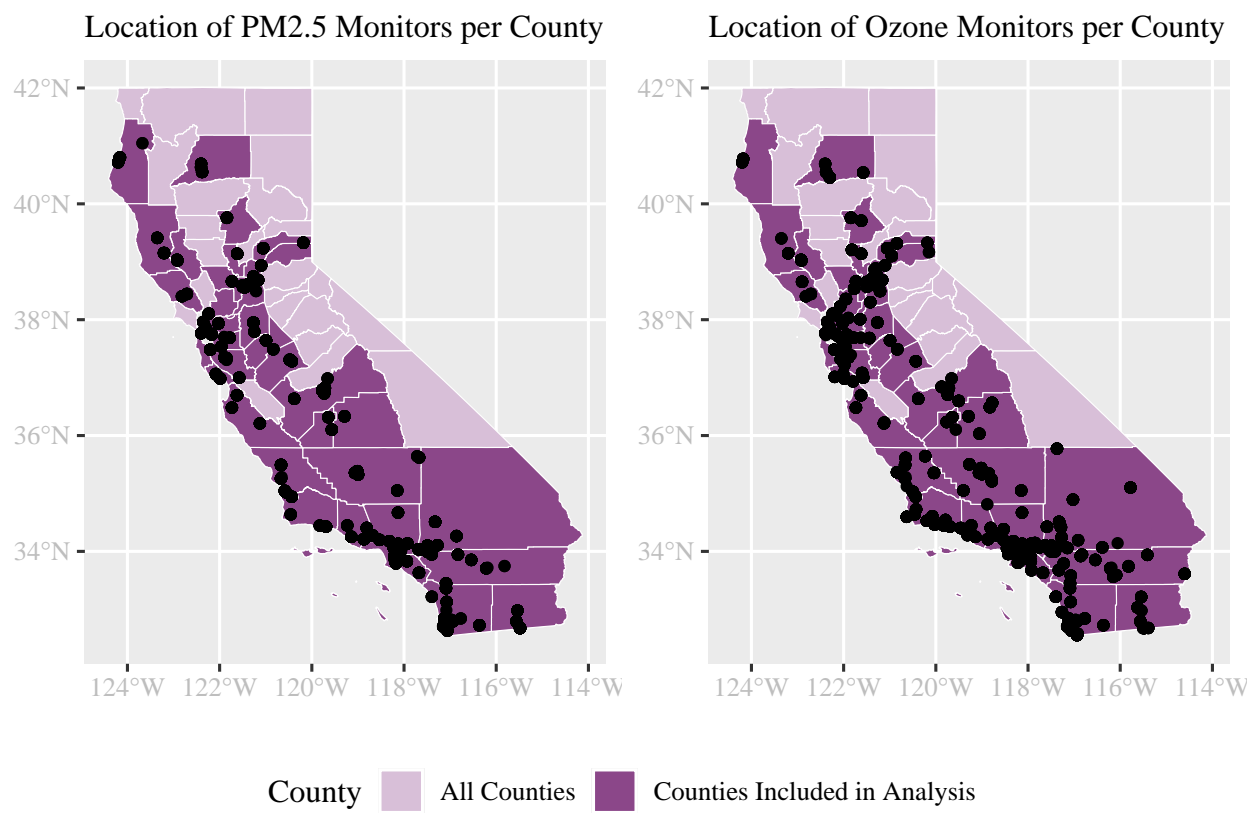 Location of PM2.5 Monitors per County
Location of Ozone Monitors per County
42°N
40°N
38°N
36°N
34°N
124°W 122°W 120°W 118°W 116°W 114°W
42°N
40°N
38°N
36°N
34°N
124°W 122°W 120°W 118°W 116°W 114°W
County All Counties Counties Included in Analysis